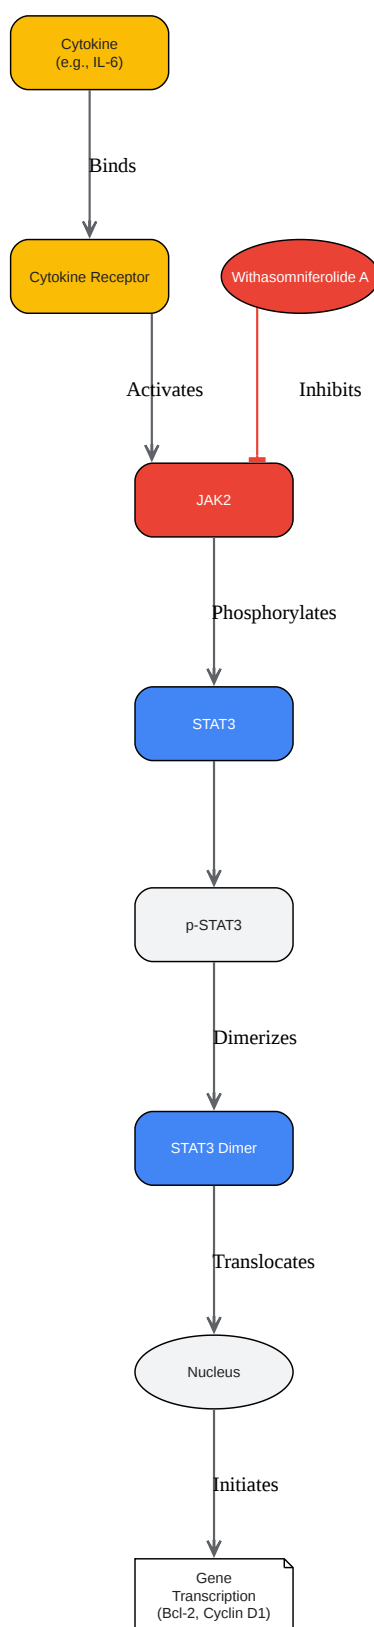 Cytokine
(e.g., IL-6)
Binds
Cytokine Receptor
Withasomniferolide A
Activates
Inhibits
JAK2
Phosphorylates
STAT3
p-STAT3
Dimerizes
STAT3 Dimer
Translocates
Nucleus
Initiates
Gene
Transcription
(Bcl-2, Cyclin D1)